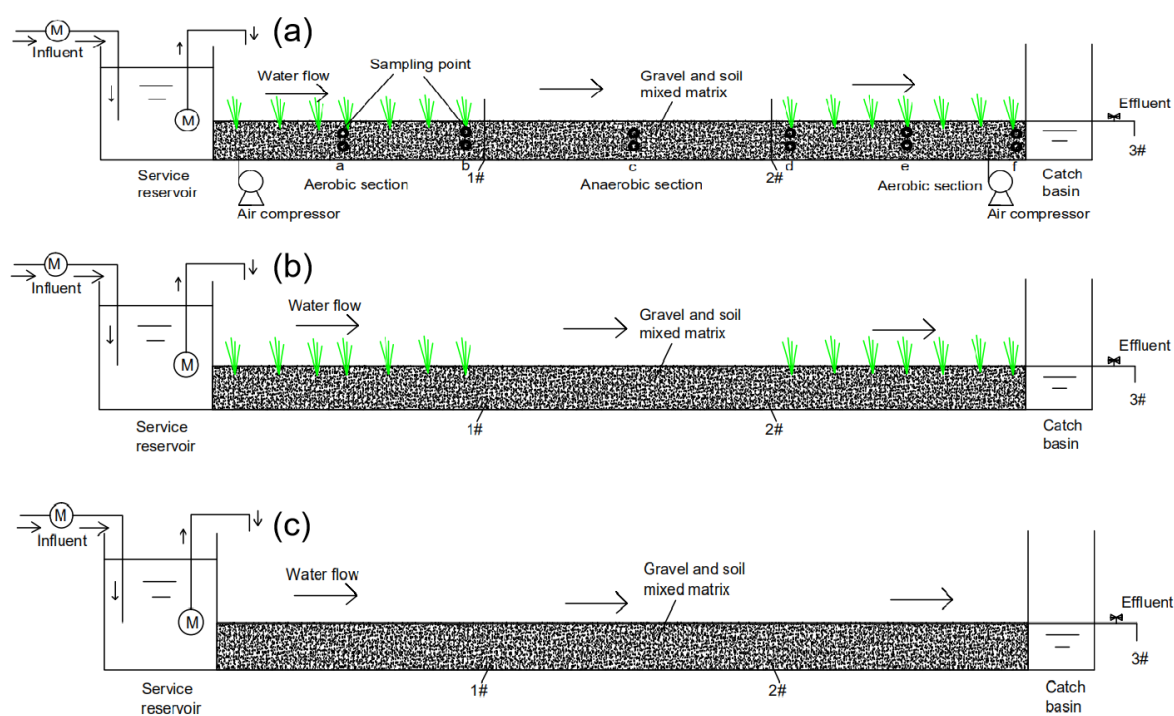 (a)
M
Influent
M
Water flow
Sampling point
Gravel and soil
mixed matrix
Effluent
3#
a
b
c
d
e
f
1#
2#
Service
reservoir
Aerobic section
Anaerobic section
Aerobic section
Catch
basin
Air compressor
Air compressor
(b)
M
Influent
M
Water flow
Gravel and soil
mixed matrix
Effluent
3#
Service
reservoir
1#
2#
Catch
basin
(c)
M
Influent
M
Water flow
Gravel and soil
mixed matrix
Effluent
3#
Service
reservoir
1#
2#
Catch
basin